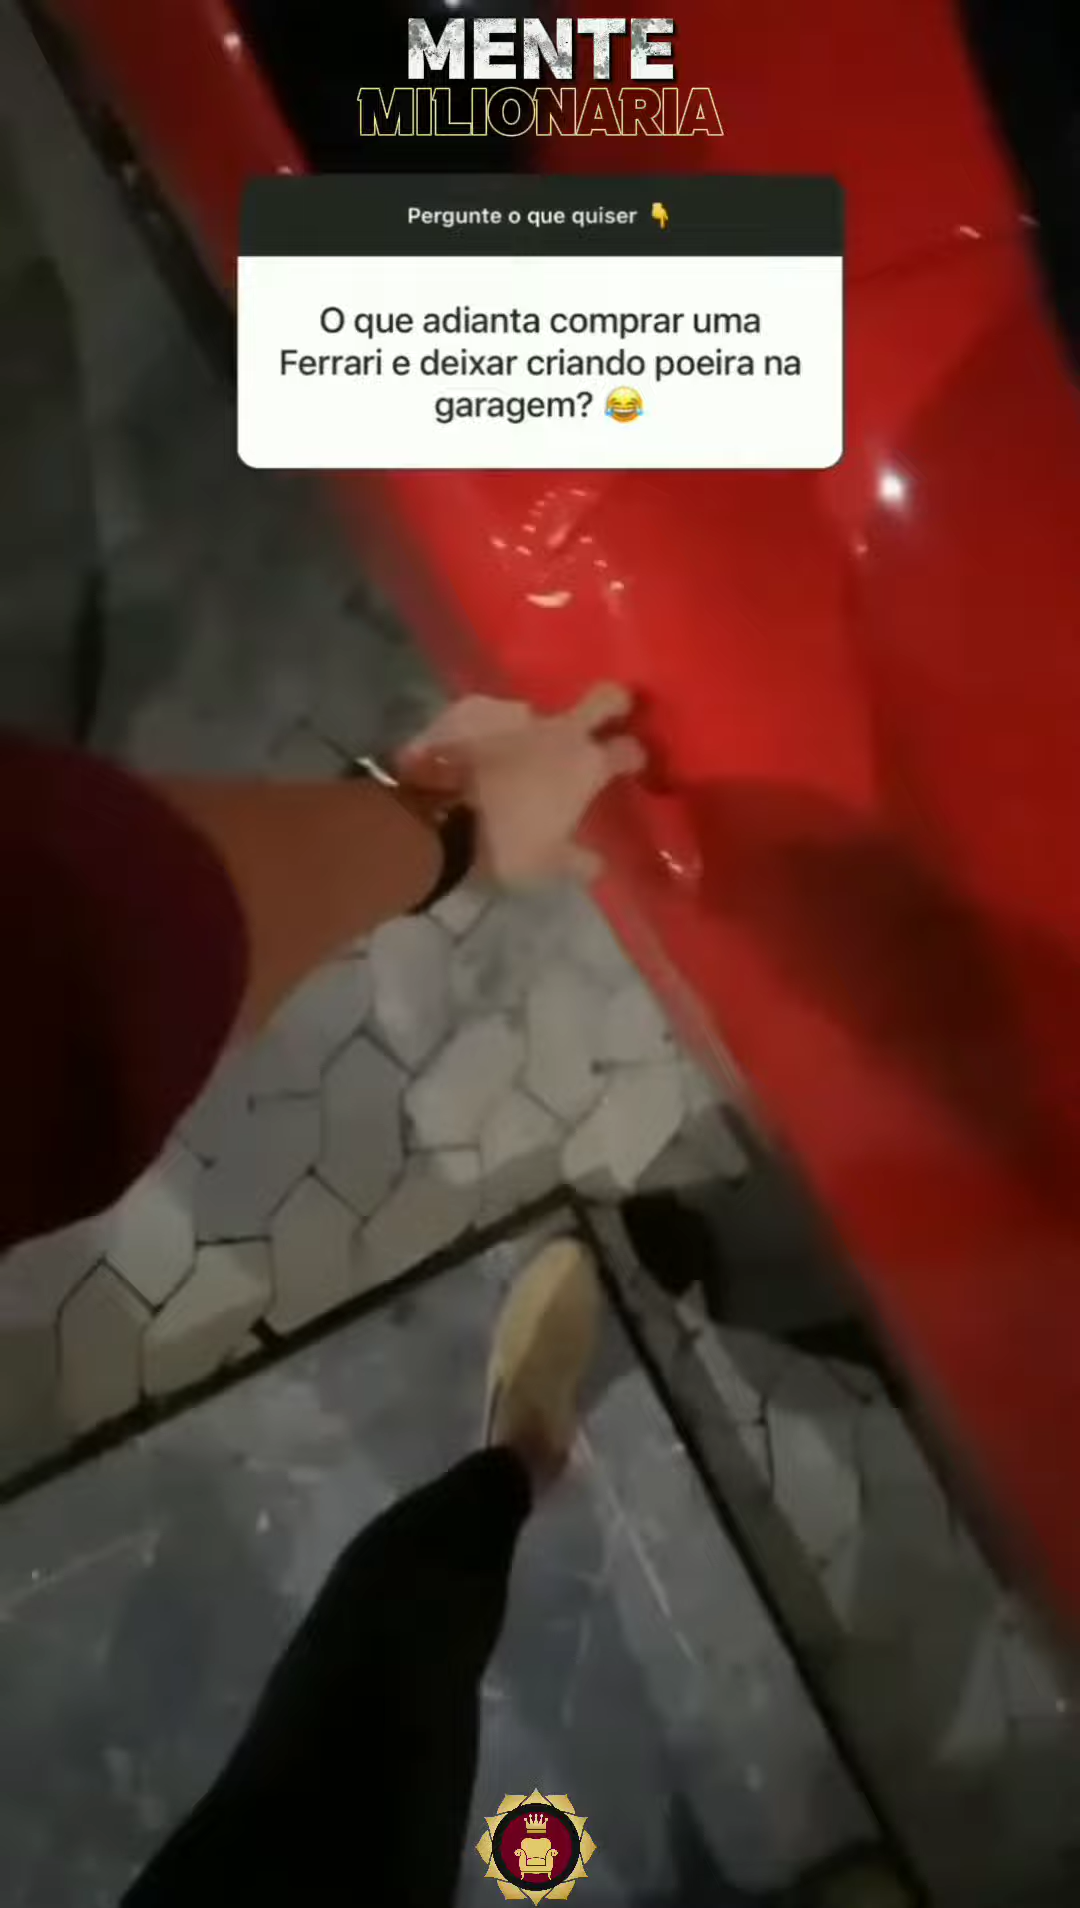 MENTE
MILIONARIA
Pergunte o que quiser 👇
O que adianta comprar uma
Ferrari e deixar criando poeira na
garagem? 😂